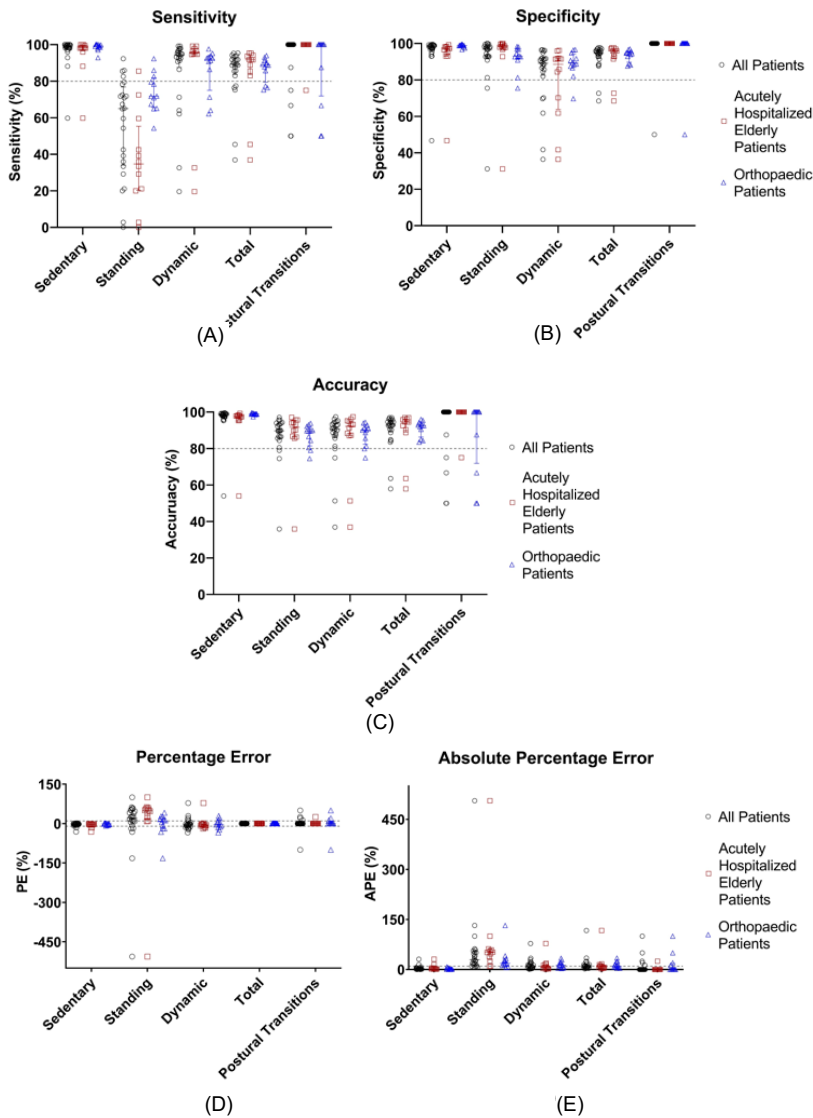 Sensitivity
Sensitivity (%)
100
80
60
40
20
0
Sedentary
Standing
Dynamic
Total
ctural Transitions
(A)
Specificity
Specificity (%)
100
80
60
40
20
0
Sedentary
Standing
Dynamic
Total
Postural Transitions
(B)
All Patients
Acutely
Hospitalized
Elderly
Patients
Orthopaedic
Patients
Accuracy
Accururacy (%)
100
80
60
40
20
0
Sedentary
Standing
Dynamic
Total
Postural Transitions
(C)
All Patients
Acutely
Hospitalized
Elderly
Patients
Orthopaedic
Patients
Percentage Error
PE (%)
150
0
-150
-300
-450
Sedentary
Standing
Dynamic
Total
Postural Transitions
(D)
Absolute Percentage Error
APE (%)
450
300
150
0
Sedentary
Standing
Dynamic
Total
Postural Transitions
(E)
All Patients
Acutely
Hospitalized
Elderly
Patients
Orthopaedic
Patients